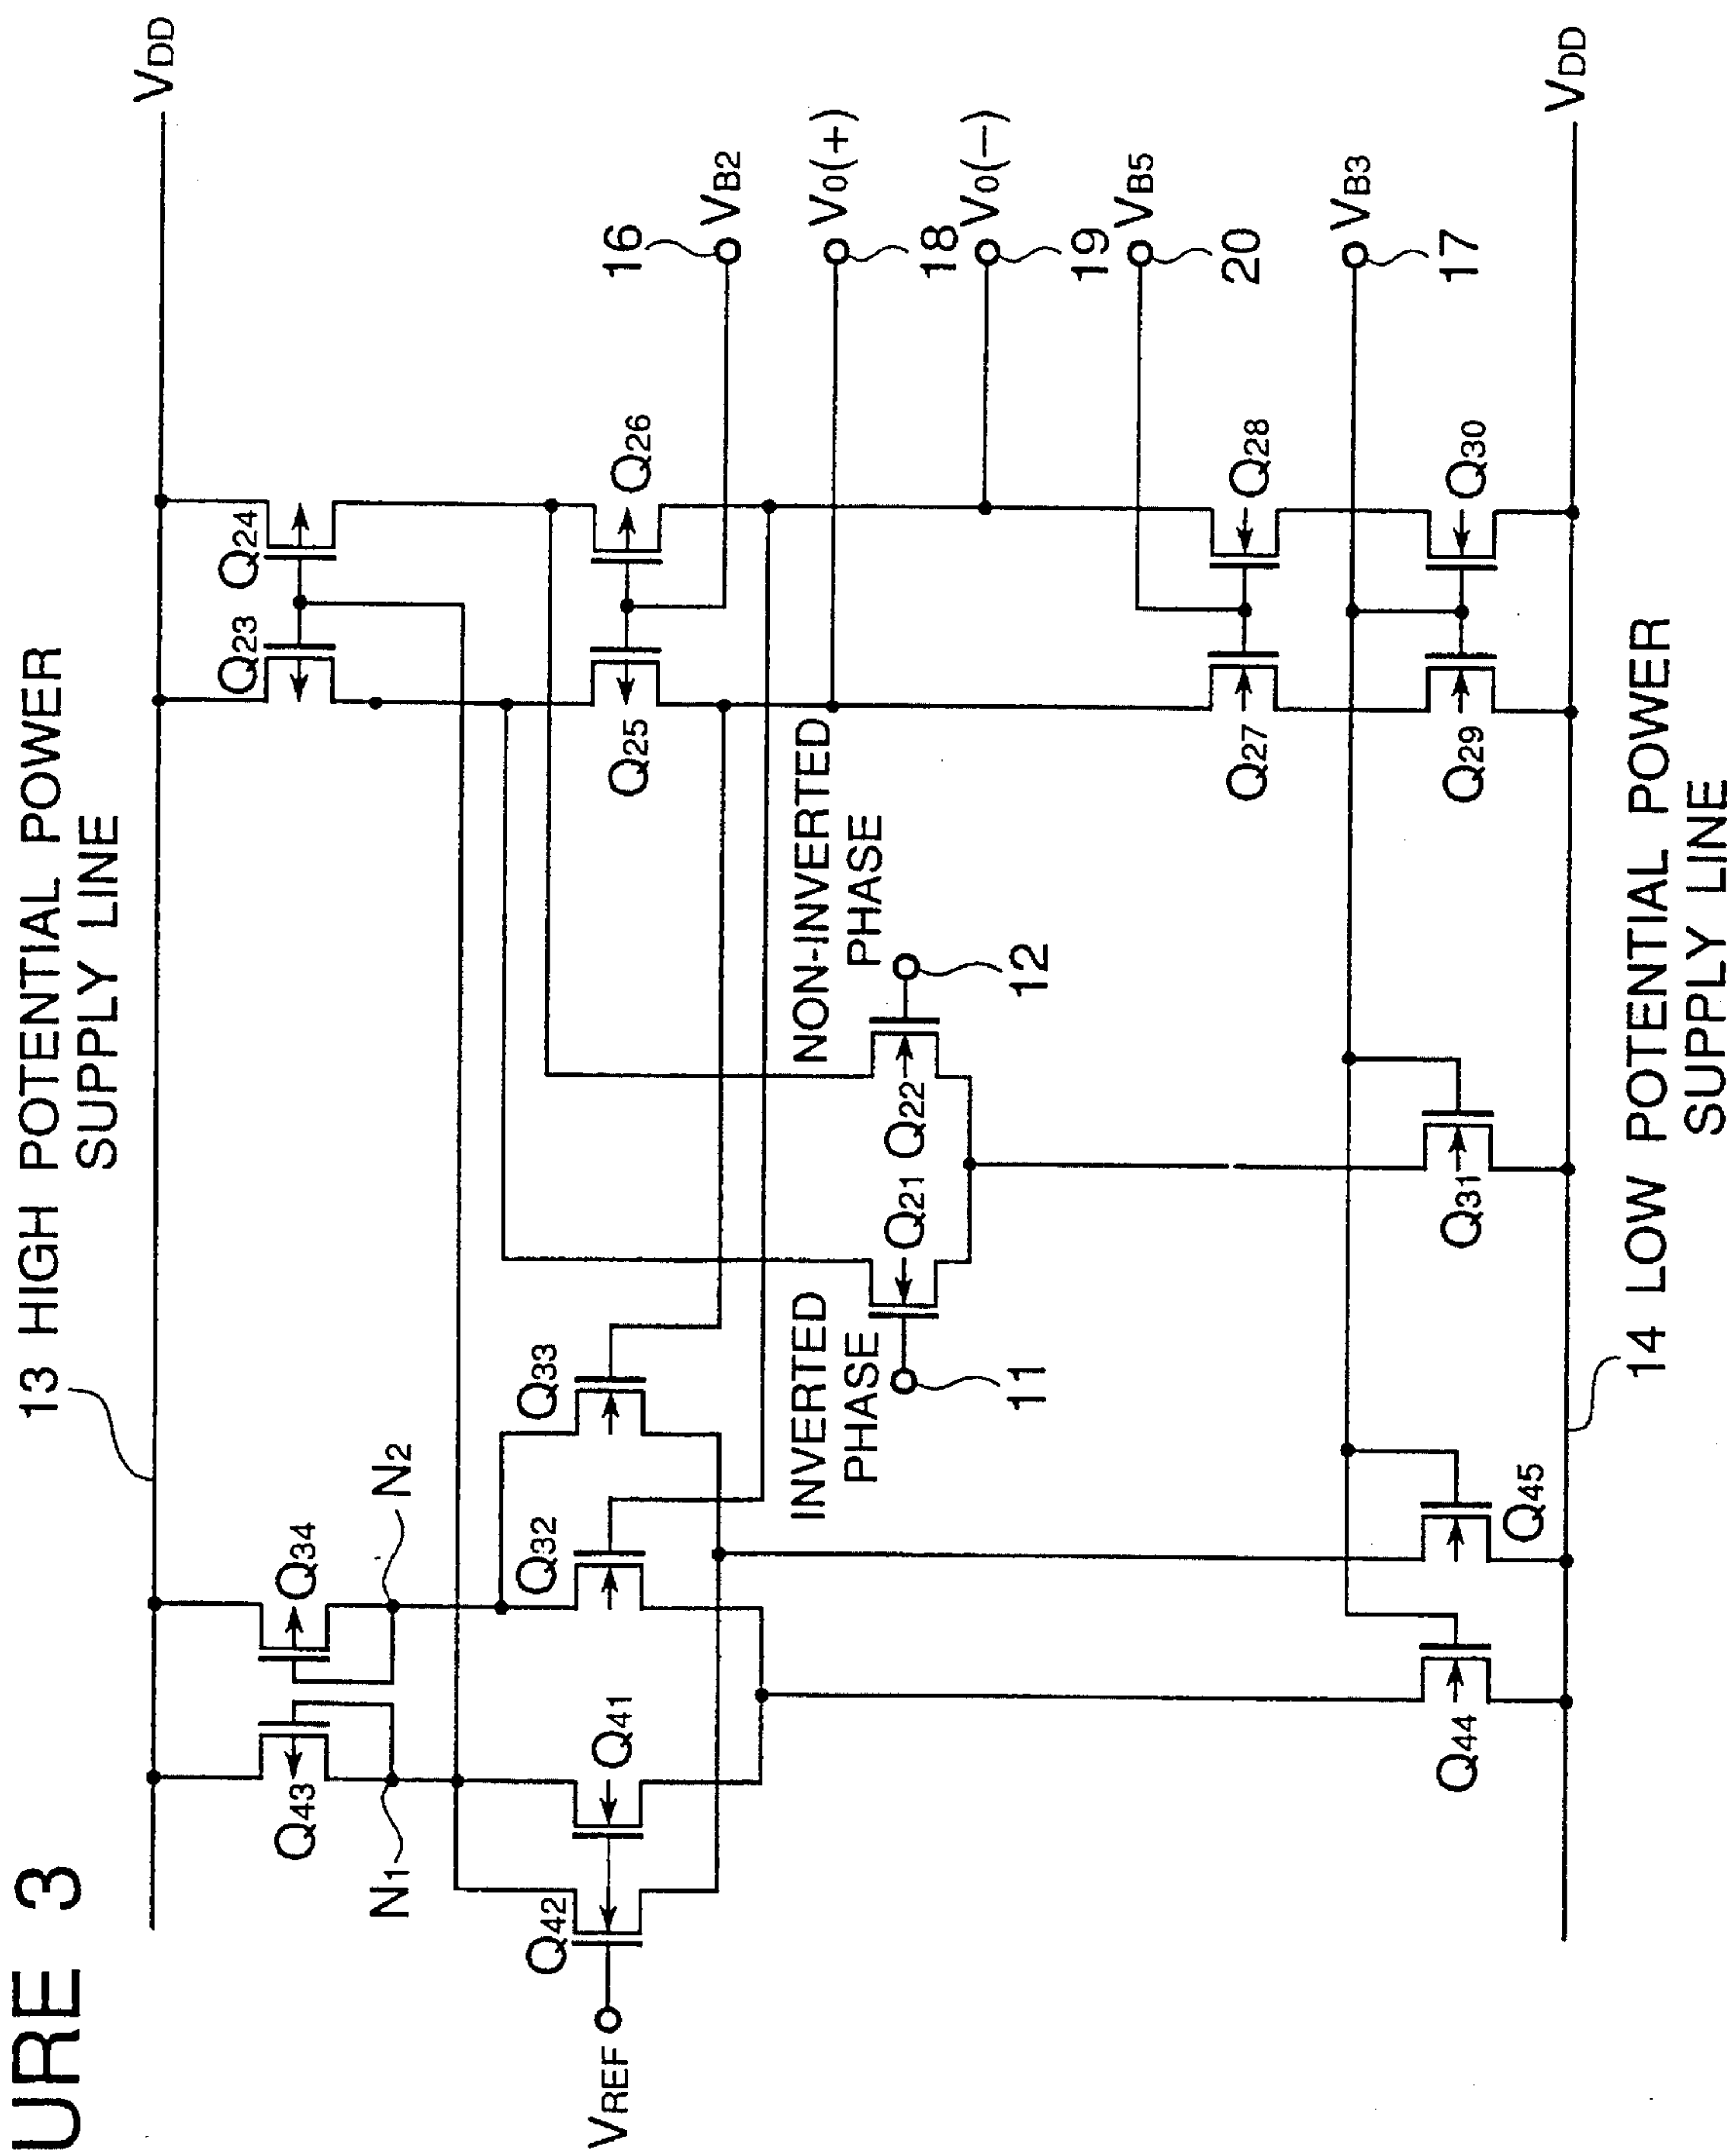 URE 3
13 HIGH POTENTIAL POWER
SUPPLY LINE
VDD
Q43
Q34
Q23
Q24
N1
N2
Q42
Q41
Q32
Q33
Q25
Q26
VREF
16
VB2
INVERTED
PHASE
NON-INVERTED
PHASE
V0(+)
18
11
Q21
Q22
12
V0(−)
19
VB5
20
Q27
Q28
VB3
17
Q44
Q45
Q31
Q29
Q30
VDD
14 LOW POTENTIAL POWER
SUPPLY LINE